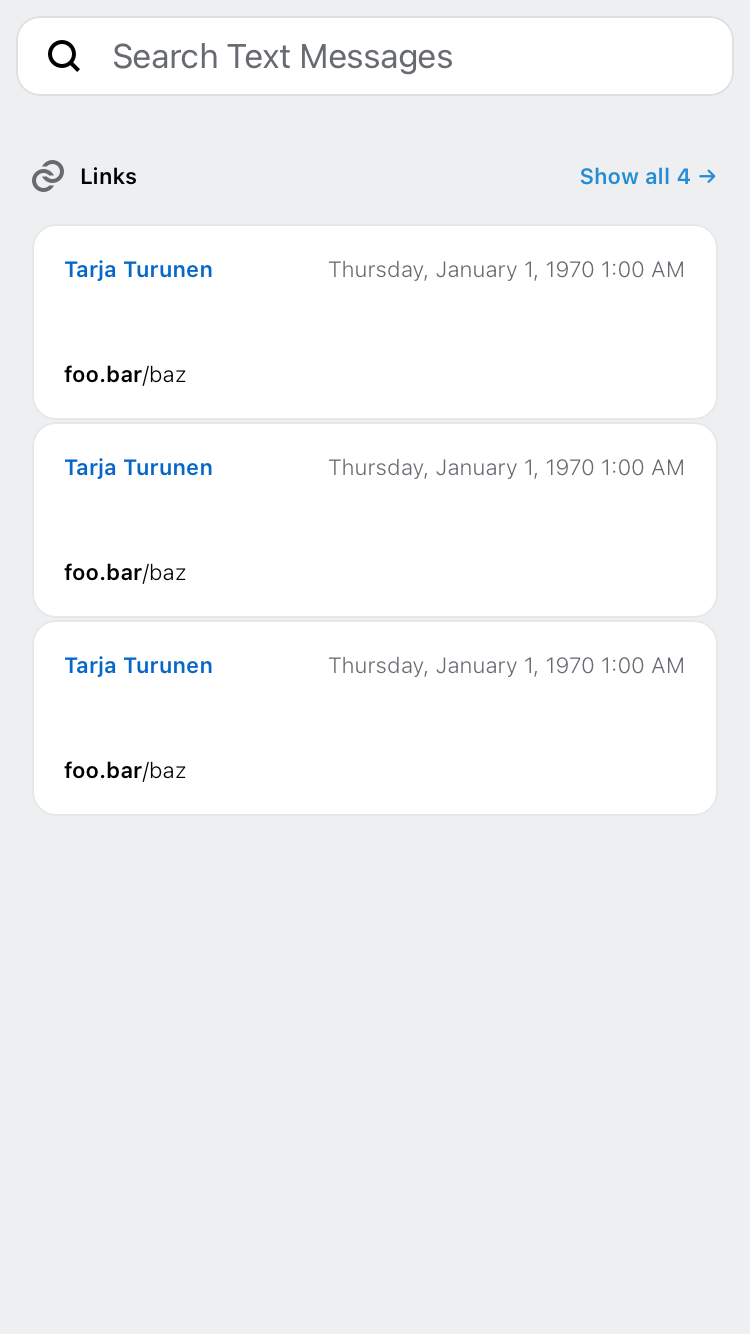 Search Text Messages
Links
Show all 4 →
Tarja Turunen
Thursday, January 1, 1970 1:00 AM
foo.bar/baz
Tarja Turunen
Thursday, January 1, 1970 1:00 AM
foo.bar/baz
Tarja Turunen
Thursday, January 1, 1970 1:00 AM
foo.bar/baz